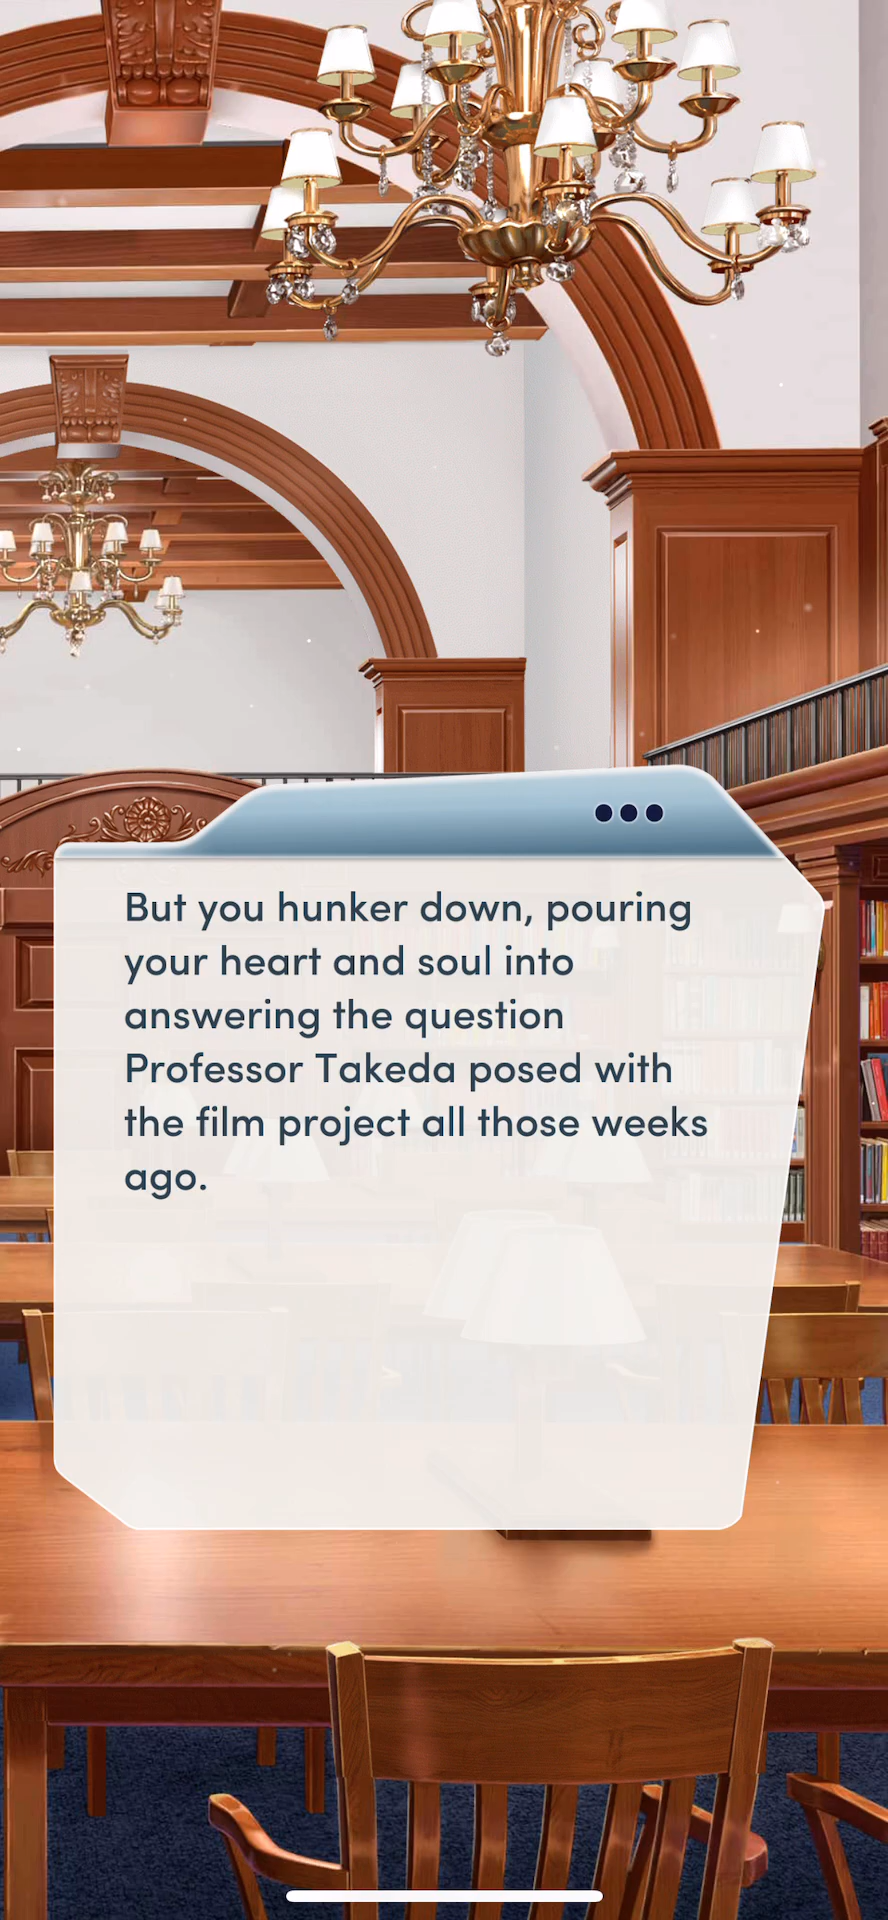 But you hunker down, pouring
your heart and soul into
answering the question
Professor Takeda posed with
the film project all those weeks
ago.